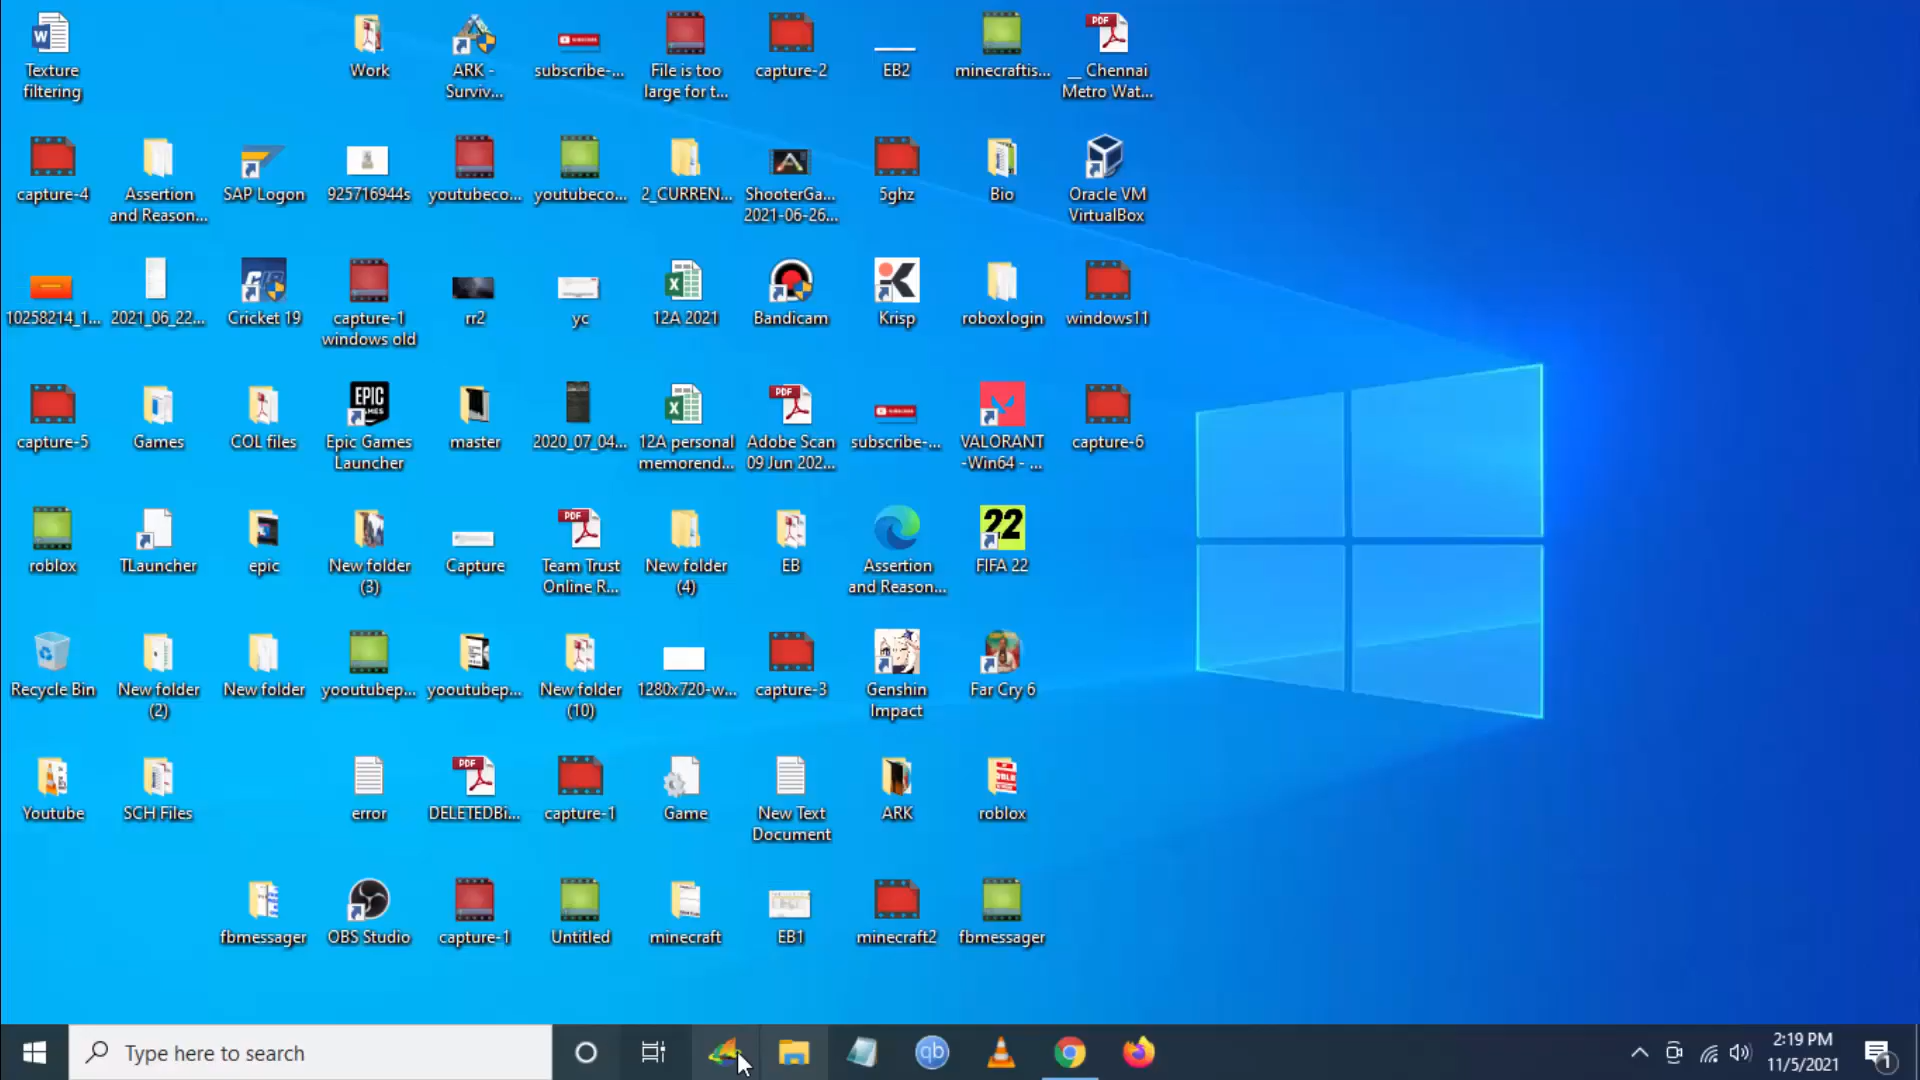 Texture
filtering
Work
ARK -
Surviv...
subscribe-...
File is too
large for t...
capture-2
EB2
minecraftis...
__ Chennai
Metro Wat...
capture-4
Assertion
and Reason...
SAP Logon
925716944s
youtubeco...
youtubeco...
2_CURREN...
ShooterGa...
2021-06-26...
5ghz
Bio
Oracle VM
VirtualBox
10258214_1...
2021_06_22...
Cricket 19
capture-1
windows old
rr2
yc
12A 2021
Bandicam
Krisp
roboxlogin
windows11
capture-5
Games
COL files
EPIC
GAMES
Epic Games
Launcher
master
2020_07_04...
12A personal
memorend...
Adobe Scan
09 Jun 202...
subscribe-...
VALORANT
-Win64 - ...
capture-6
roblox
TLauncher
epic
New folder
(3)
Capture
Team Trust
Online R...
New folder
(4)
EB
Assertion
and Reason...
22
FIFA 22
Recycle Bin
New folder
(2)
New folder
yooutubep...
yooutubep...
New folder
(10)
1280x720-w...
capture-3
Genshin
Impact
Far Cry 6
Youtube
SCH Files
error
DELETEDBi...
capture-1
Game
New Text
Document
ARK
roblox
fbmessager
OBS Studio
capture-1
Untitled
minecraft
EB1
minecraft2
fbmessager
Type here to search
qb
2:19 PM
11/5/2021
1